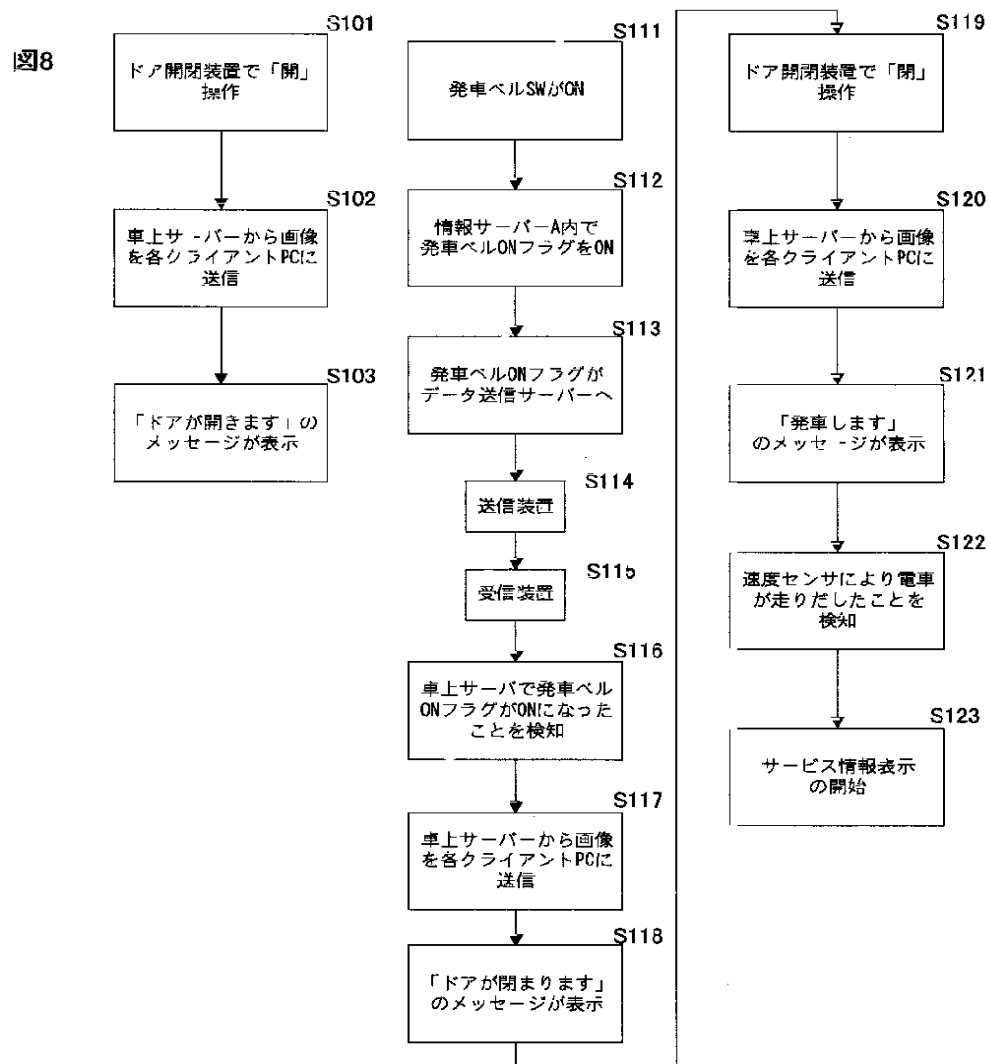 図8
S101
ドア開閉装置で「開」
操作
S102
車上サーバーから画像
を各クライアントPCに
送信
S103
「ドアが開きます」の
メッセージが表示
S111
発車ベルSWがON
S112
情報サーバーA内で
発車ベルONフラグをON
S113
発車ベルONフラグが
データ送信サーバーへ
S114
送信装置
S115
受信装置
S116
車上サーバで発車ベル
ONフラグがONになった
ことを検知
S117
車上サーバーから画像
を各クライアントPCに
送信
S118
「ドアが閉まります」
のメッセージが表示
S119
ドア開閉装置で「閉」
操作
S120
車上サーバーから画像
を各クライアントPCに
送信
S121
「発車します」
のメッセージが表示
S122
速度センサにより電車
が走りだしたことを
検知
S123
サービス情報表示
の開始